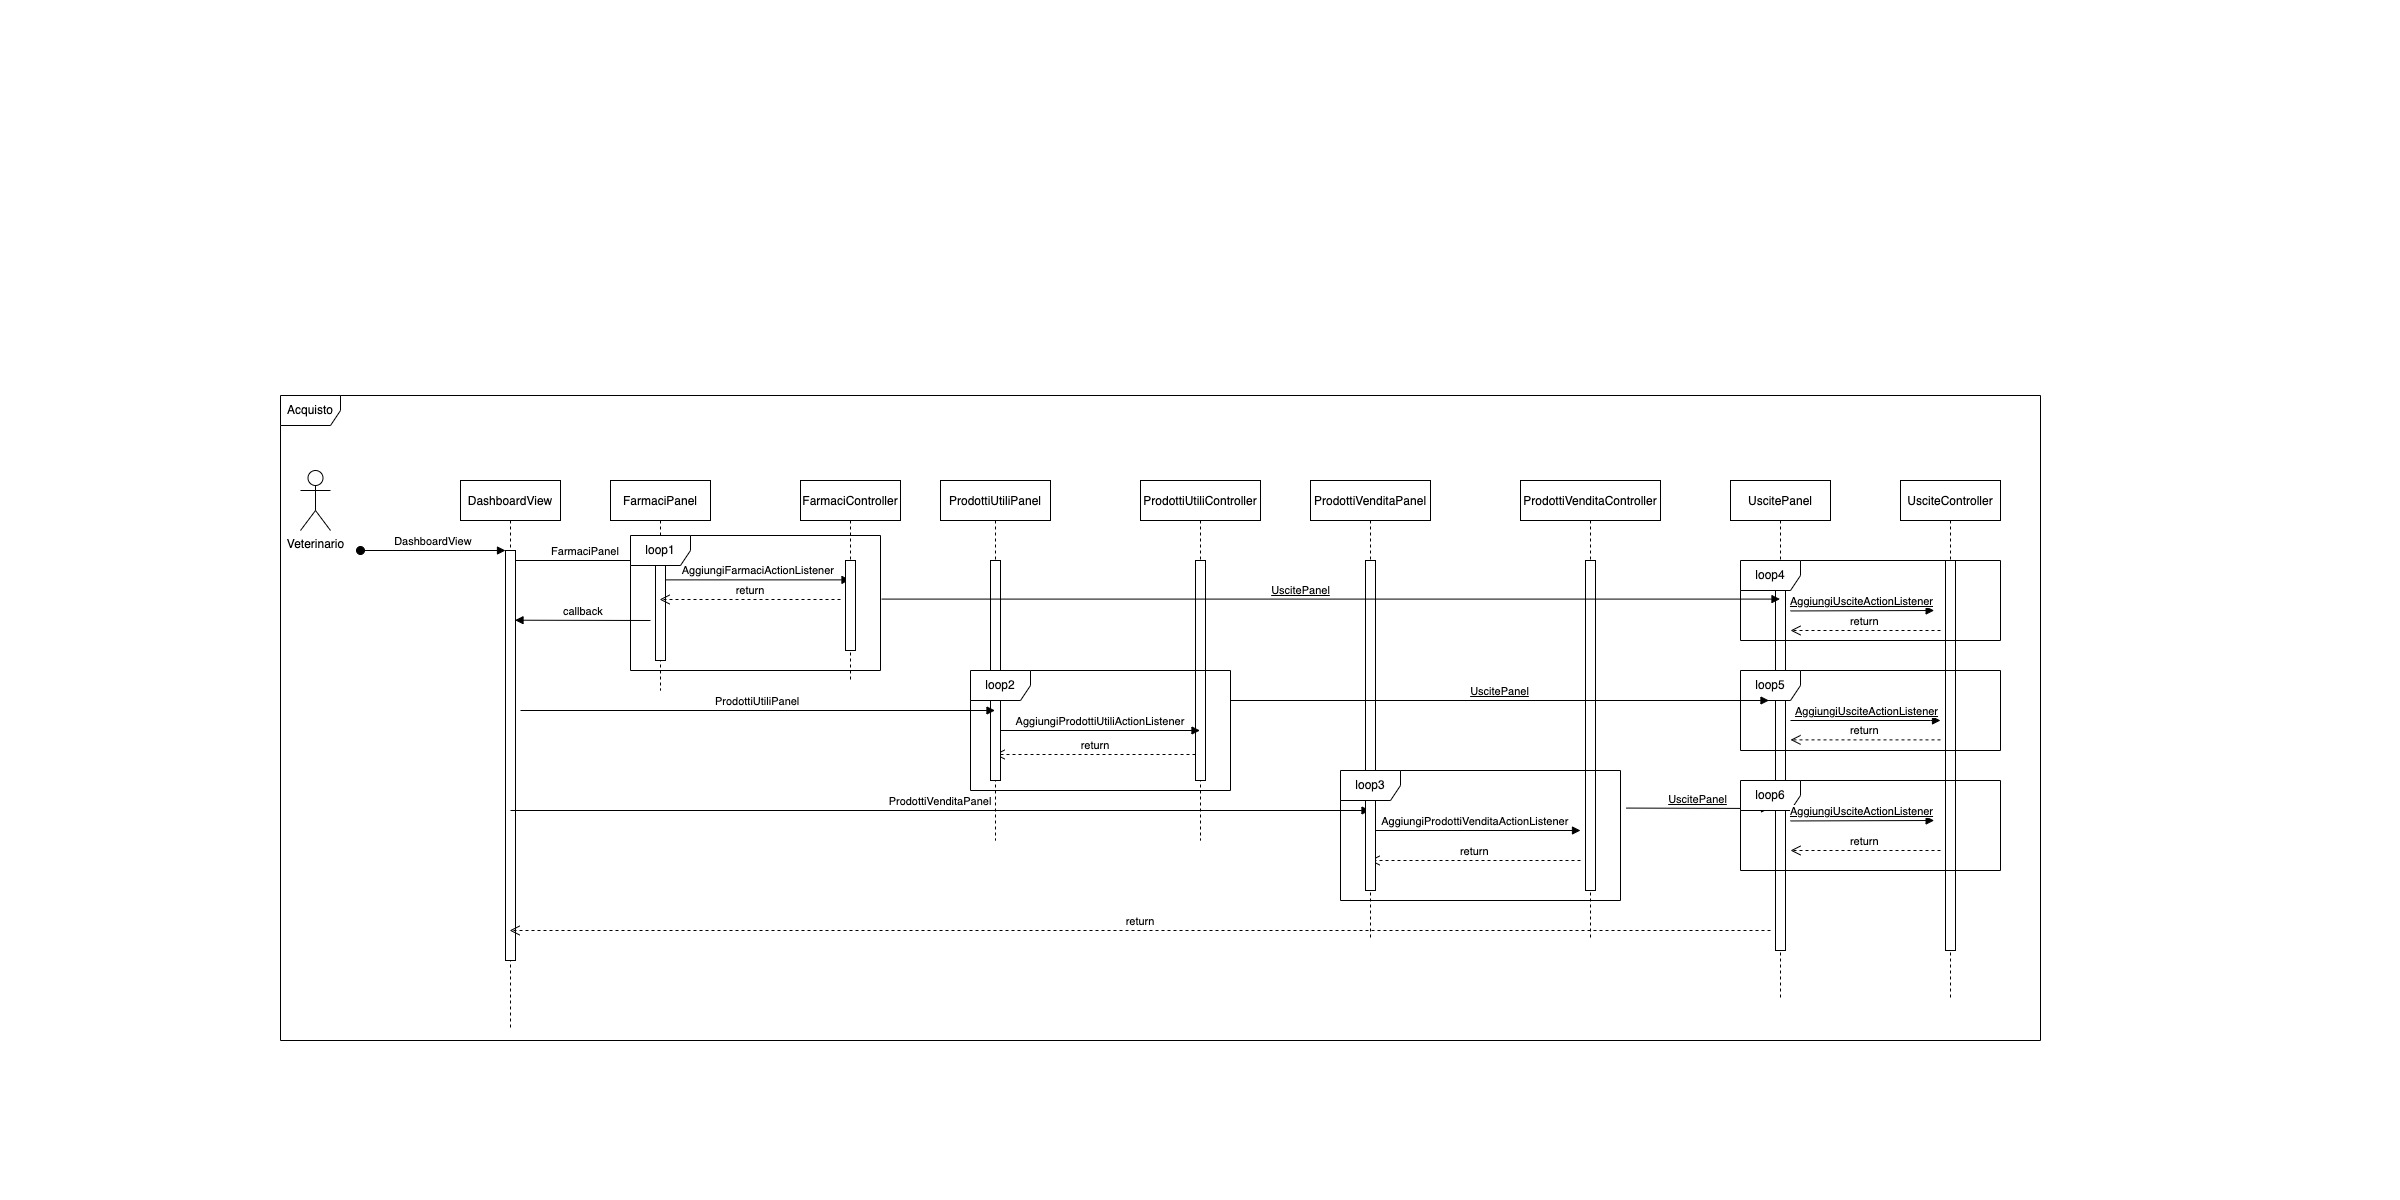 Acquisto
Veterinario
DashboardView
FarmaciPanel
FarmaciController
ProdottiUtiliPanel
ProdottiUtiliController
ProdottiVenditaPanel
ProdottiVenditaController
UscitePanel
UsciteController
DashboardView
FarmaciPanel
loop1
AggiungiFarmaciActionListener
return
callback
UscitePanel
loop4
AggiungiUsciteActionListener
return
ProdottiUtiliPanel
loop2
AggiungiProdottiUtiliActionListener
return
UscitePanel
loop5
AggiungiUsciteActionListener
return
ProdottiVenditaPanel
loop3
AggiungiProdottiVenditaActionListener
return
UscitePanel
loop6
AggiungiUsciteActionListener
return
return